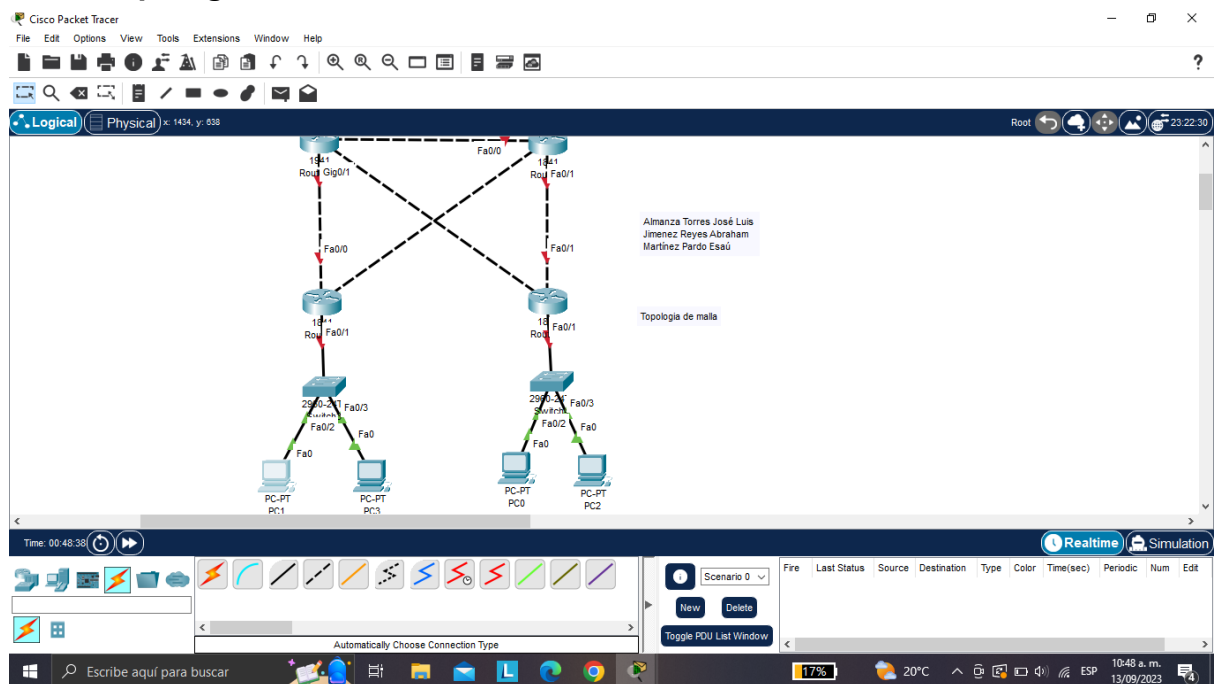 Cisco Packet Tracer
File Edit Options View Tools Extensions Window Help
?
Logical Physical x: 1434, y: 638 Root 23:22:30
Fa0/0
1941
Gig0/1
1841
Fa0/1
Almanza Torres José Luis
Jimenez Reyes Abraham
Martínez Pardo Esaú
Fa0/0
Fa0/1
Topologia de malla
Fa0/1
Fa0/1
Fa0/3
Fa0/3
Fa0/2
Fa0/2
Fa0
Fa0
Fa0
Fa0
PC-PT
PC1
PC-PT
PC3
PC-PT
PC0
PC-PT
PC2
Time: 00:48:38 Realtime Simulation
Scenario 0 Fire Last Status Source Destination Type Color Time(sec) Periodic Num Edit
New Delete
Toggle PDU List Window
Automatically Choose Connection Type
Escribe aquí para buscar 17% 20°C ESP 10:48 a. m.
13/09/2023
4